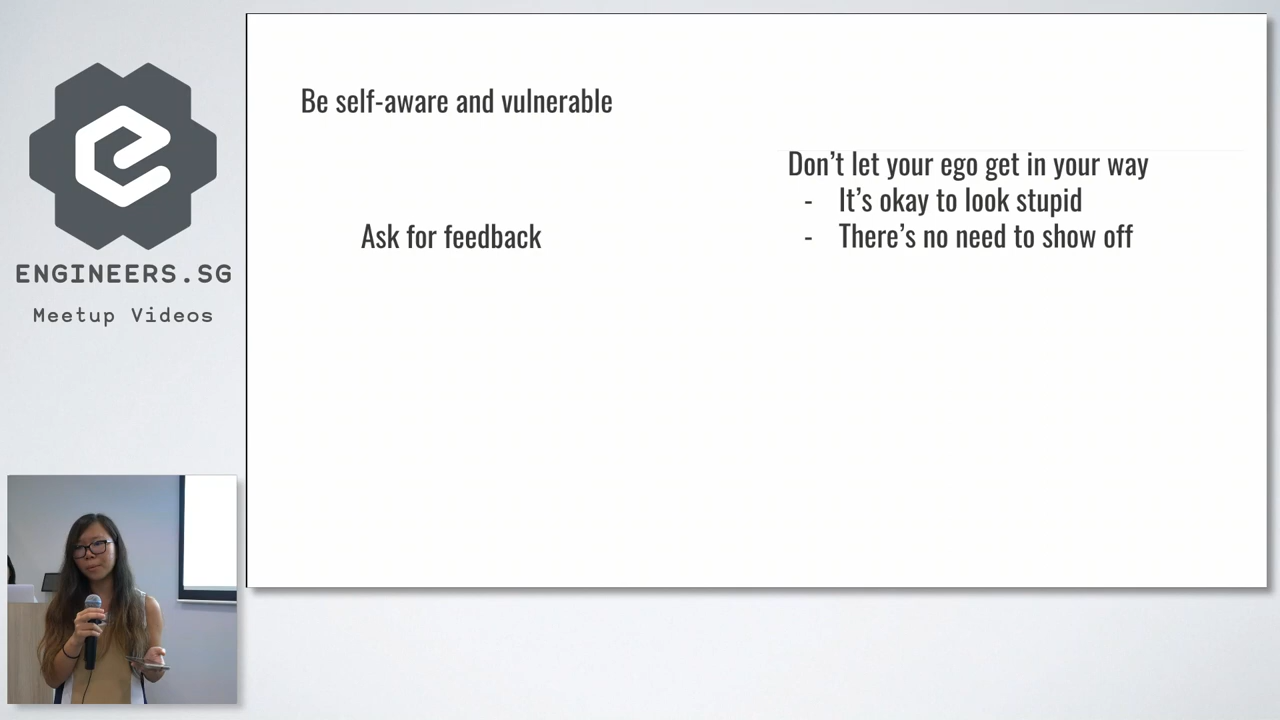 ENGINEERS.SG
Meetup Videos
Be self-aware and vulnerable
Ask for feedback
Don't let your ego get in your way
- It's okay to look stupid
- There's no need to show off